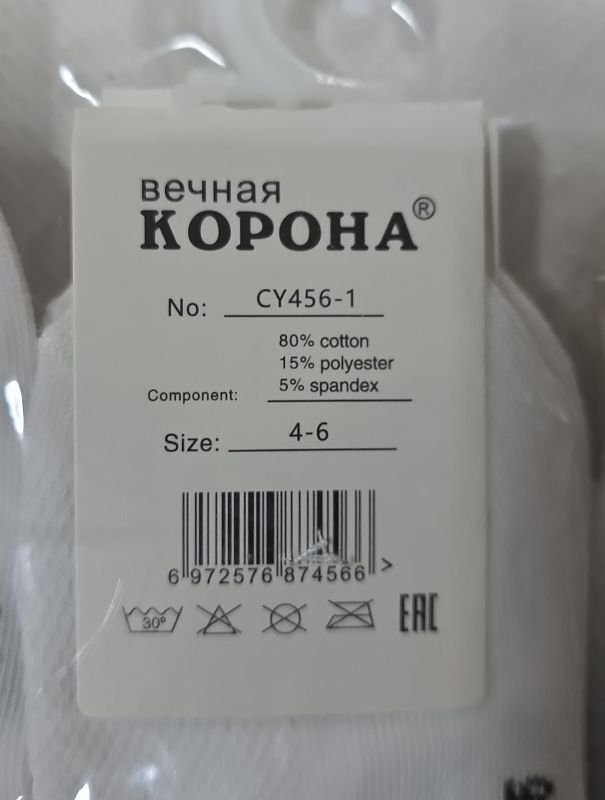 вечная
КОРОНА®
No: CY456-1
80% cotton
15% polyester
Component: 5% spandex
Size: 4-6
6 972576 874566 >
30°
EAC